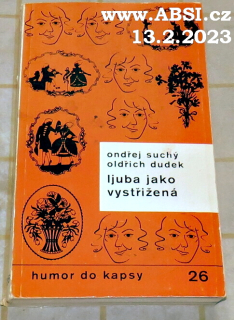 www.ABSI.cz
13.2.2023
ondřej suchý
oldřich dudek
ljuba jako
vystřižená
humor do kapsy 26